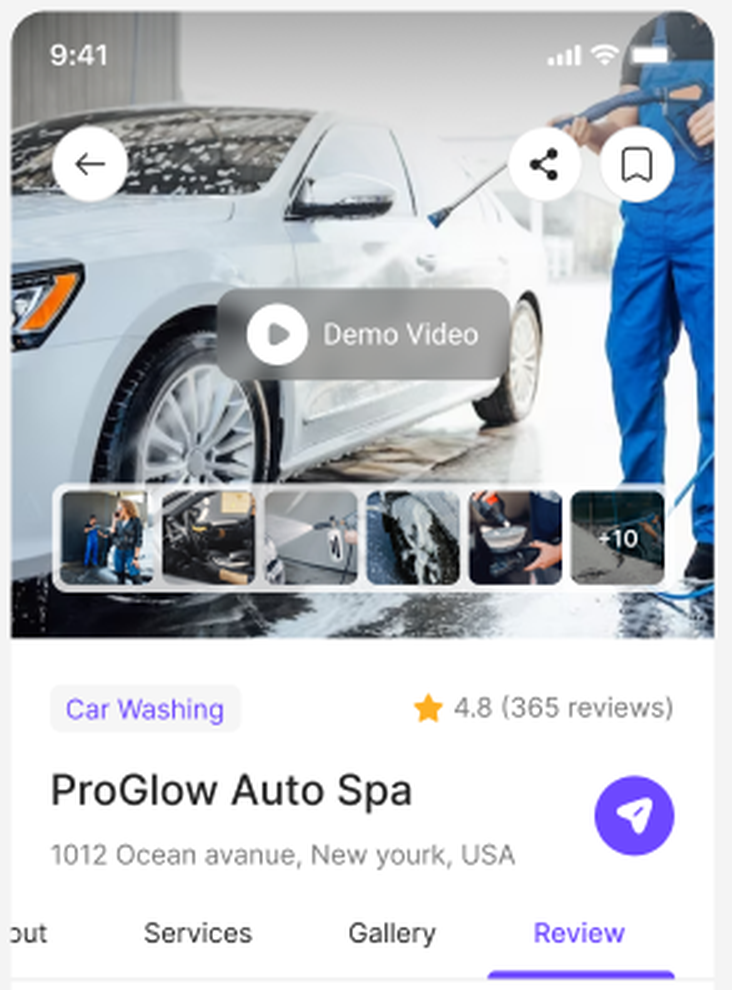 9:41
Demo Video
+10
Car Washing
4.8 (365 reviews)
ProGlow Auto Spa
1012 Ocean avanue, New yourk, USA
out Services Gallery Review